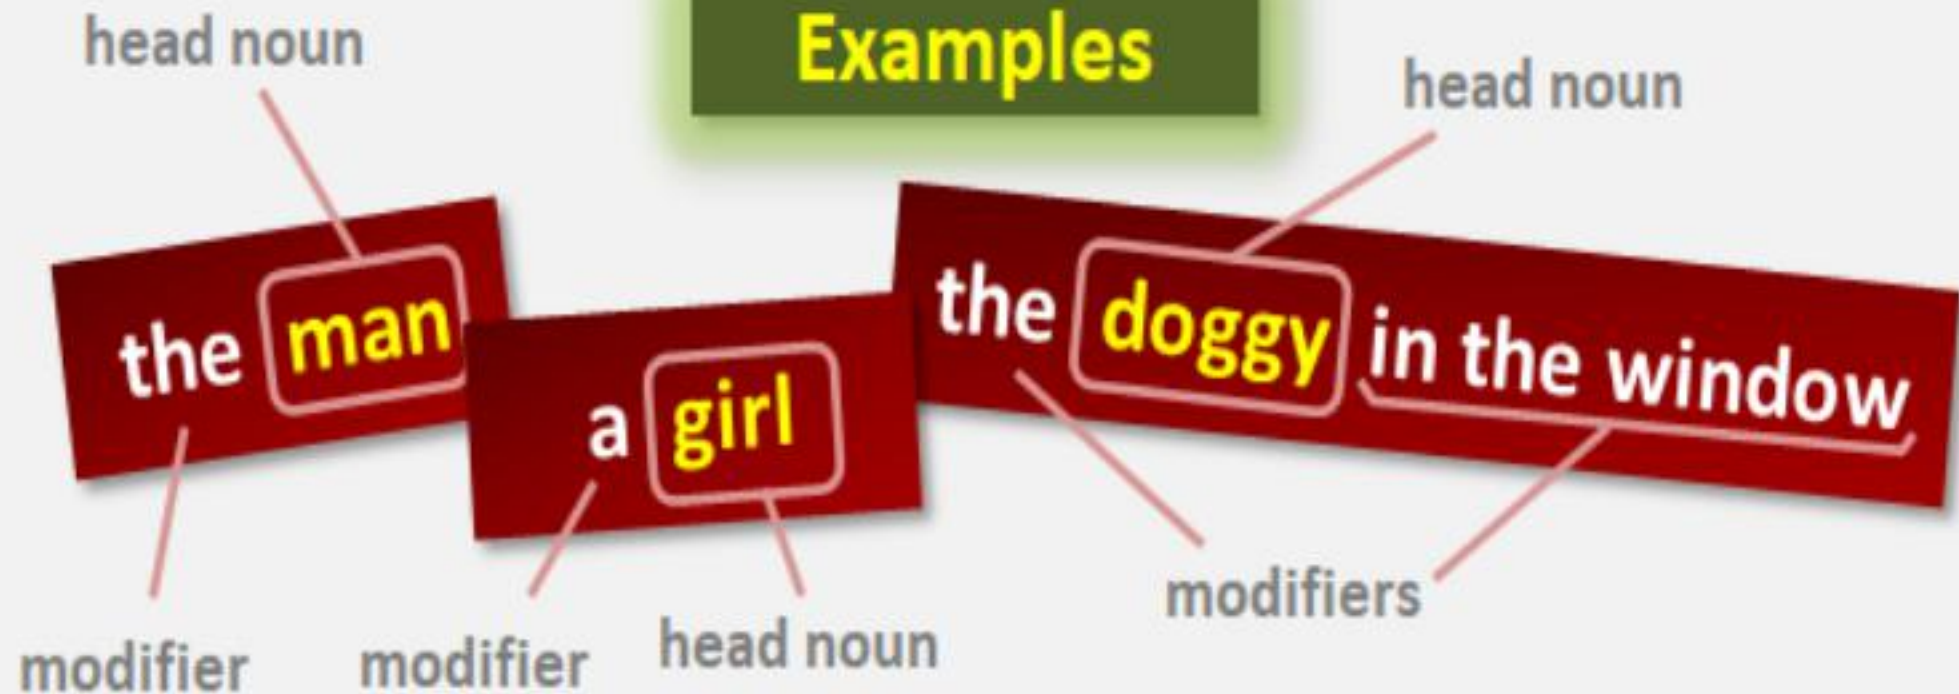 Examples
head noun
head noun
the man
a girl
the doggy in the window
modifier
modifier
head noun
modifiers